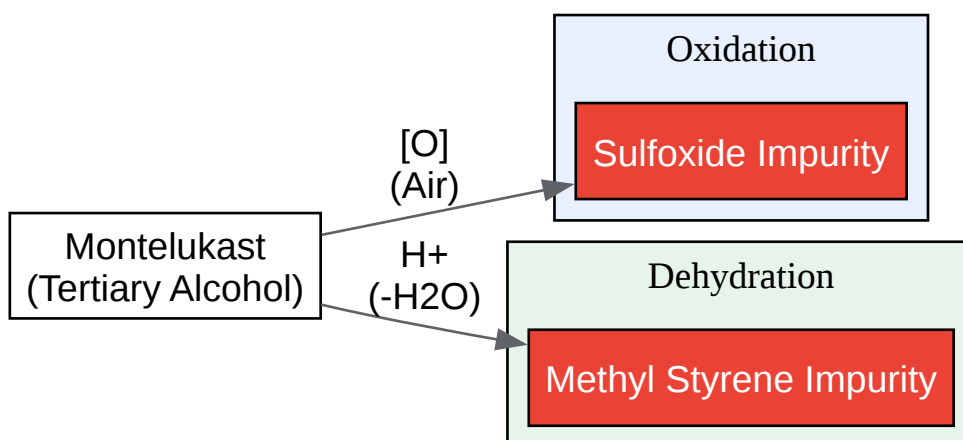 Oxidation
Sulfoxide Impurity
[O]
(Air)
Montelukast
(Tertiary Alcohol)
H+
(-H2O)
Dehydration
Methyl Styrene Impurity